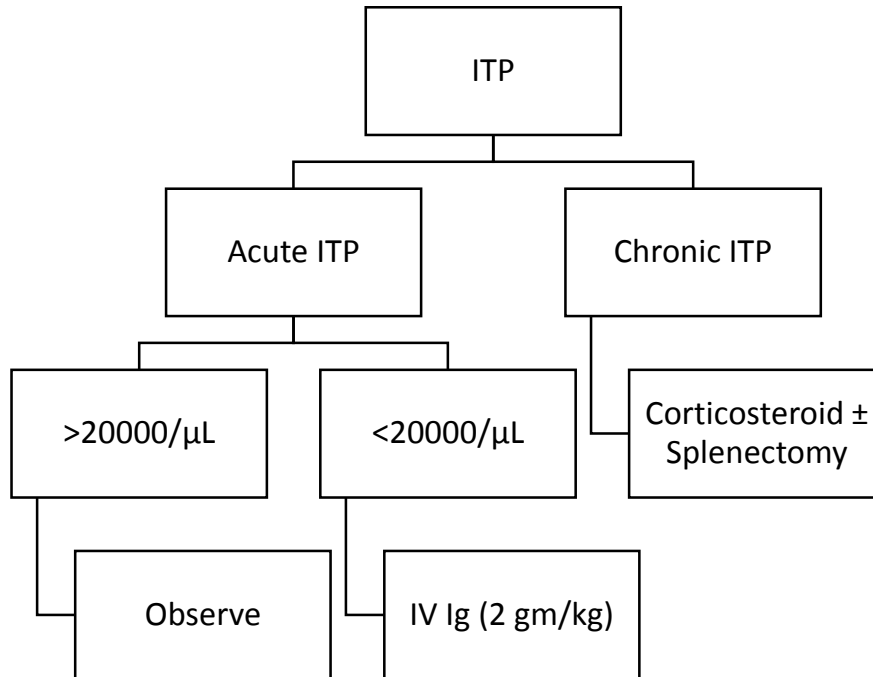 ITP
Acute ITP
Chronic ITP
>20000/μL
<20000/μL
Corticosteroid ±
Splenectomy
Observe
IV Ig (2 gm/kg)